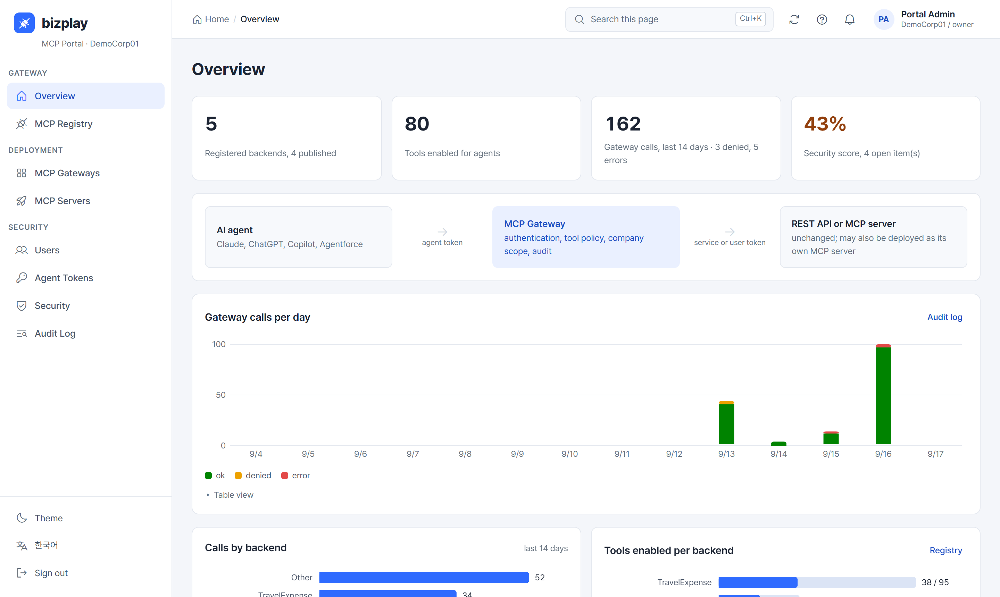 bizplay
MCP Portal · DemoCorp01
GATEWAY
Overview
MCP Registry
DEPLOYMENT
MCP Gateways
MCP Servers
SECURITY
Users
Agent Tokens
Security
Audit Log
Theme
한국어
Sign out
Home / Overview
Search this page
Ctrl+K
PA
Portal Admin
DemoCorp01 / owner
Overview
5
Registered backends, 4 published
80
Tools enabled for agents
162
Gateway calls, last 14 days · 3 denied, 5
errors
43%
Security score, 4 open item(s)
AI agent
Claude, ChatGPT, Copilot, Agentforce
agent token
MCP Gateway
authentication, tool policy, company
scope, audit
service or user token
REST API or MCP server
unchanged; may also be deployed as its
own MCP server
Gateway calls per day
Audit log
100
50
0
9/4 9/5 9/6 9/7 9/8 9/9 9/10 9/11 9/12 9/13 9/14 9/15 9/16 9/17
ok denied error
Table view
Calls by backend
last 14 days
Other 52
TravelExpense 34
Tools enabled per backend
Registry
TravelExpense 38 / 95